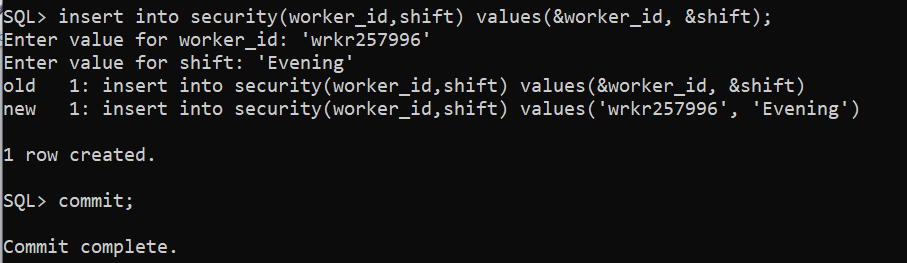 SQL> insert into security(worker_id,shift) values(&worker_id, &shift);
Enter value for worker_id: 'wrkr257996'
Enter value for shift: 'Evening'
old   1: insert into security(worker_id,shift) values(&worker_id, &shift)
new   1: insert into security(worker_id,shift) values('wrkr257996', 'Evening')
1 row created.
SQL> commit;
Commit complete.